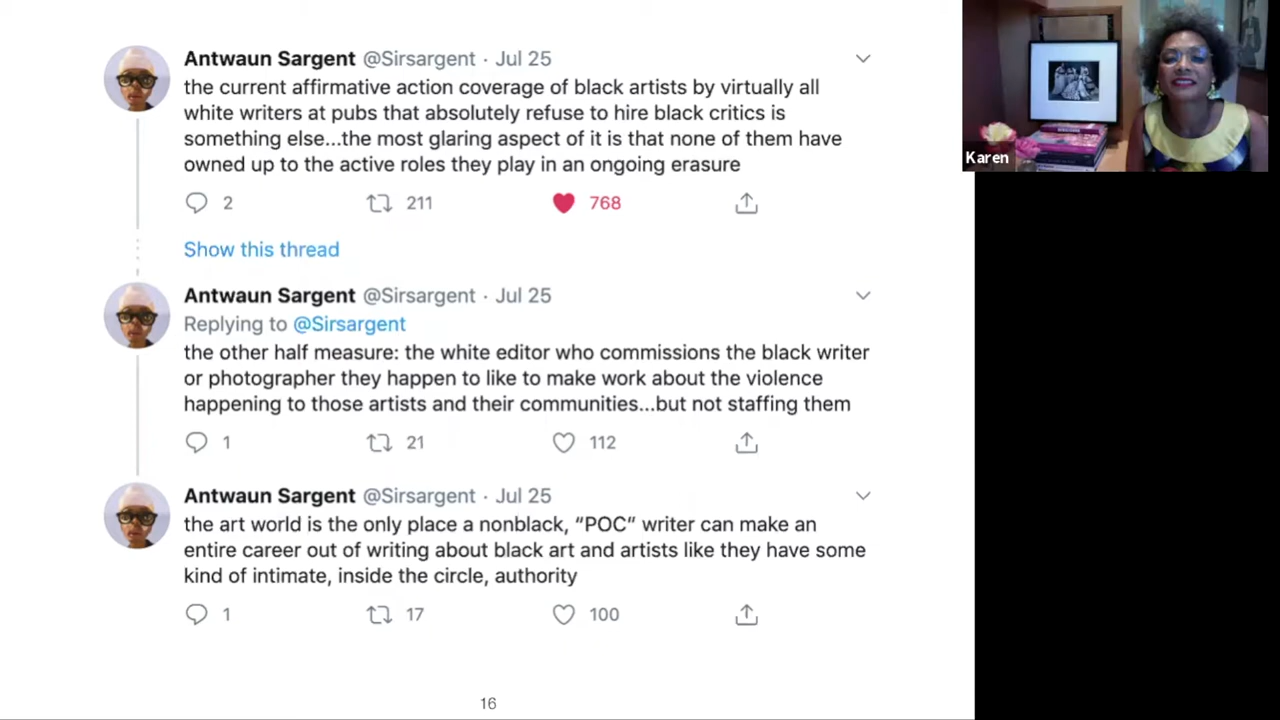 Antwaun Sargent @Sirsargent · Jul 25
the current affirmative action coverage of black artists by virtually all
white writers at pubs that absolutely refuse to hire black critics is
something else...the most glaring aspect of it is that none of them have
owned up to the active roles they play in an ongoing erasure
2 211 768
Show this thread
Antwaun Sargent @Sirsargent · Jul 25
Replying to @Sirsargent
the other half measure: the white editor who commissions the black writer
or photographer they happen to like to make work about the violence
happening to those artists and their communities...but not staffing them
1 21 112
Antwaun Sargent @Sirsargent · Jul 25
the art world is the only place a nonblack, “POC” writer can make an
entire career out of writing about black art and artists like they have some
kind of intimate, inside the circle, authority
1 17 100
16
Karen